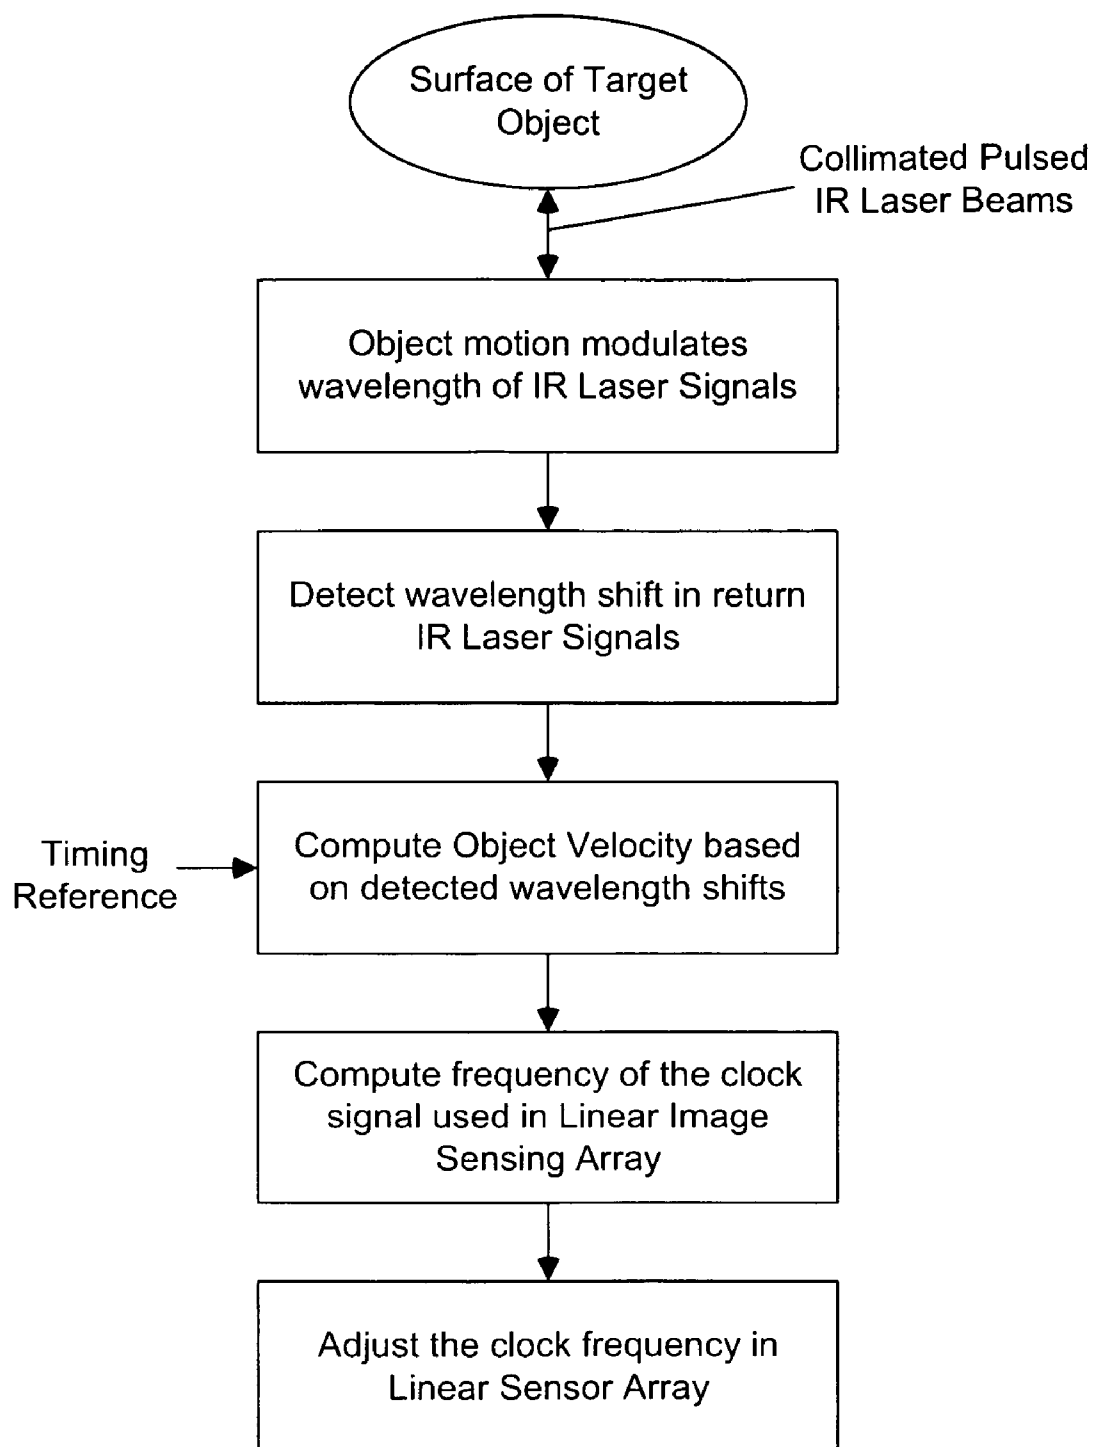 Surface of Target
Object
Collimated Pulsed
IR Laser Beams
Object motion modulates
wavelength of IR Laser Signals
Detect wavelength shift in return
IR Laser Signals
Timing
Reference
Compute Object Velocity based
on detected wavelength shifts
Compute frequency of the clock
signal used in Linear Image
Sensing Array
Adjust the clock frequency in
Linear Sensor Array